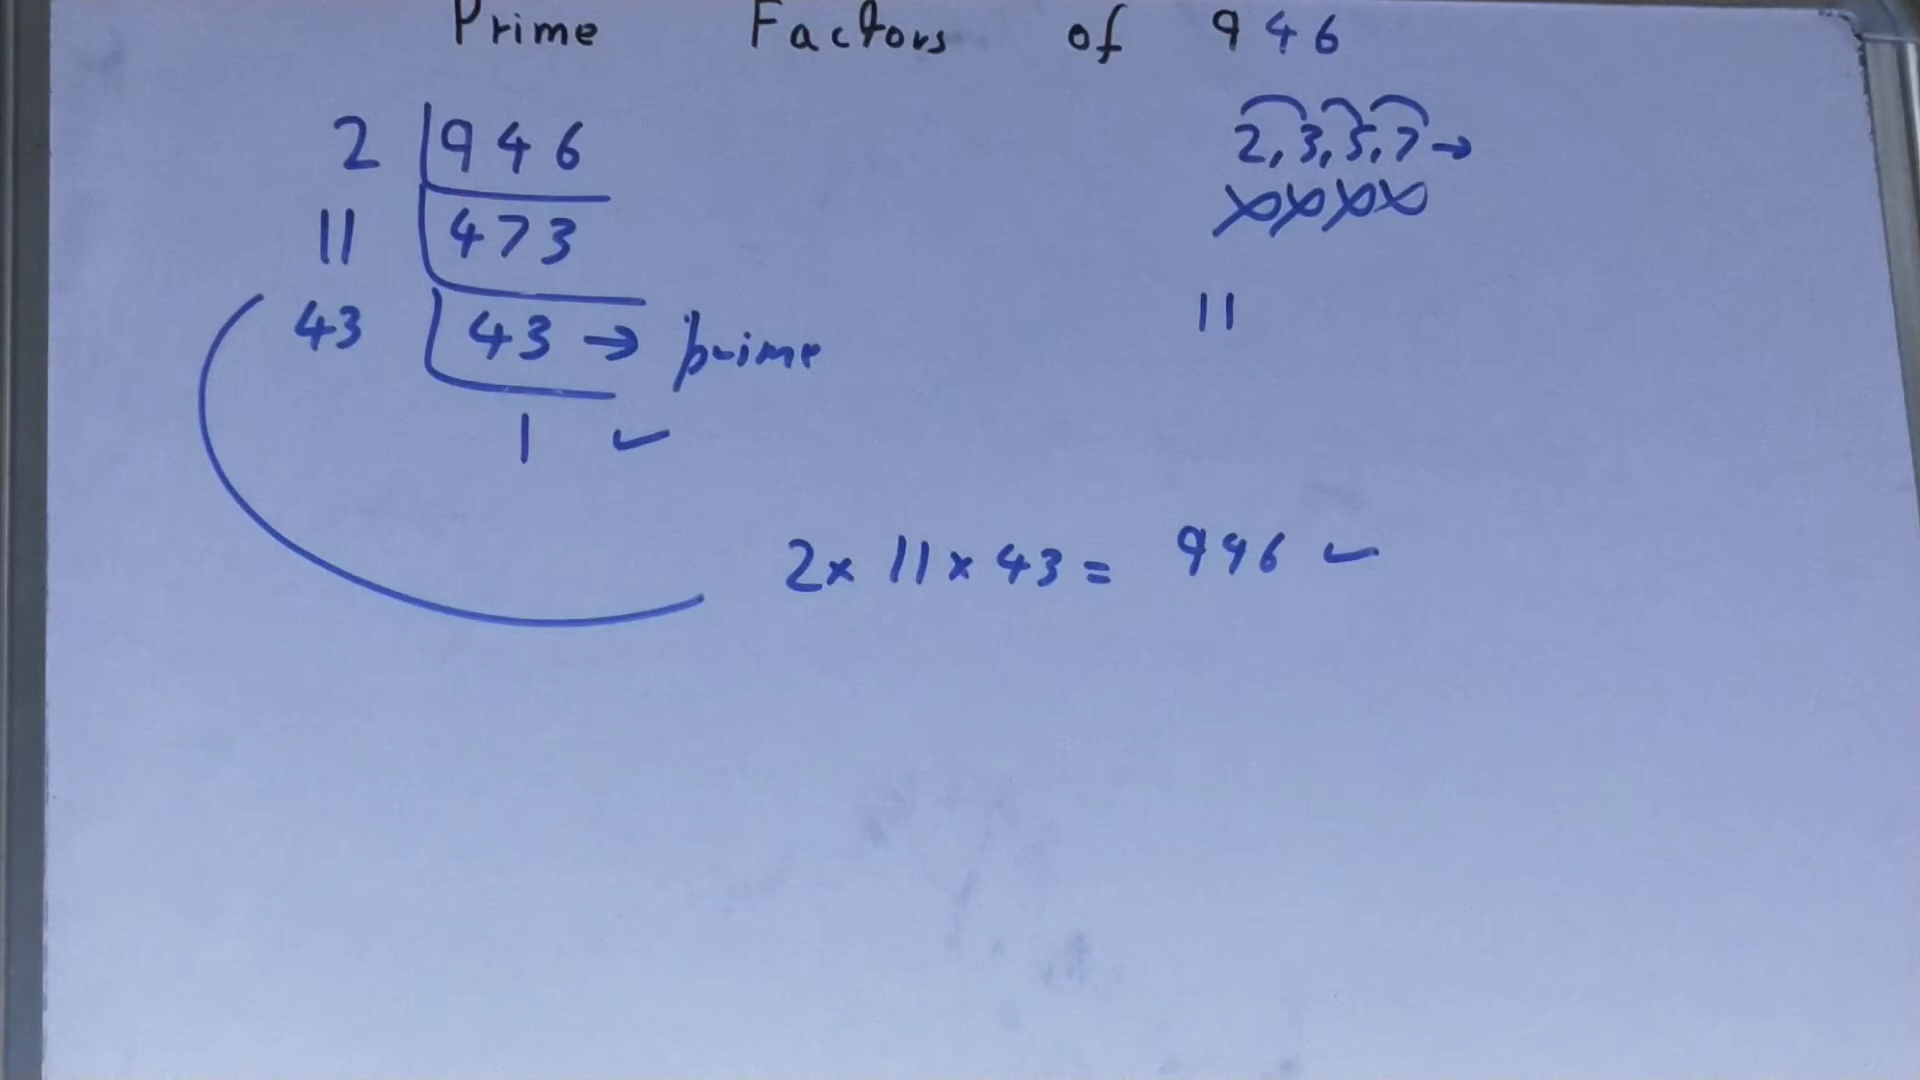 Prime Factors of 946
2 946
2,3,5,7→
11 473
43 43 → prime
11
1 ✓
2 × 11 × 43 = 946 ✓